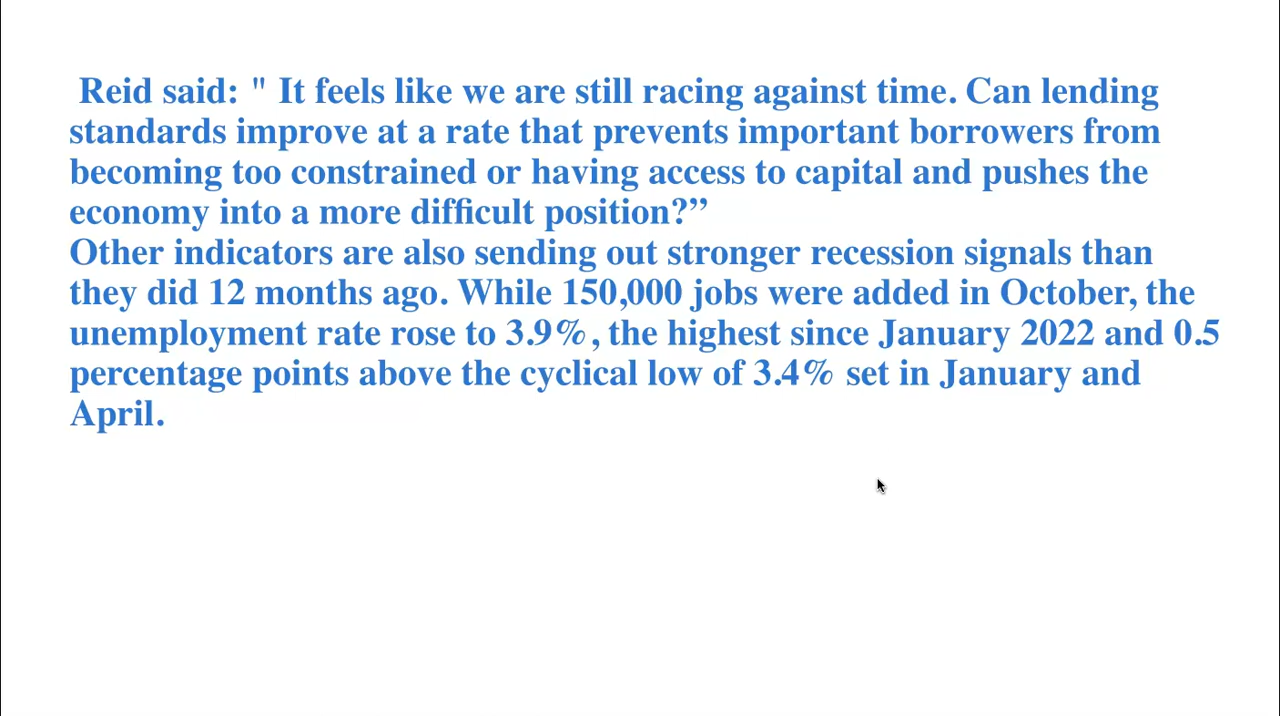 Reid said: " It feels like we are still racing against time. Can lending
standards improve at a rate that prevents important borrowers from
becoming too constrained or having access to capital and pushes the
economy into a more difficult position?”
Other indicators are also sending out stronger recession signals than
they did 12 months ago. While 150,000 jobs were added in October, the
unemployment rate rose to 3.9%, the highest since January 2022 and 0.5
percentage points above the cyclical low of 3.4% set in January and
April.